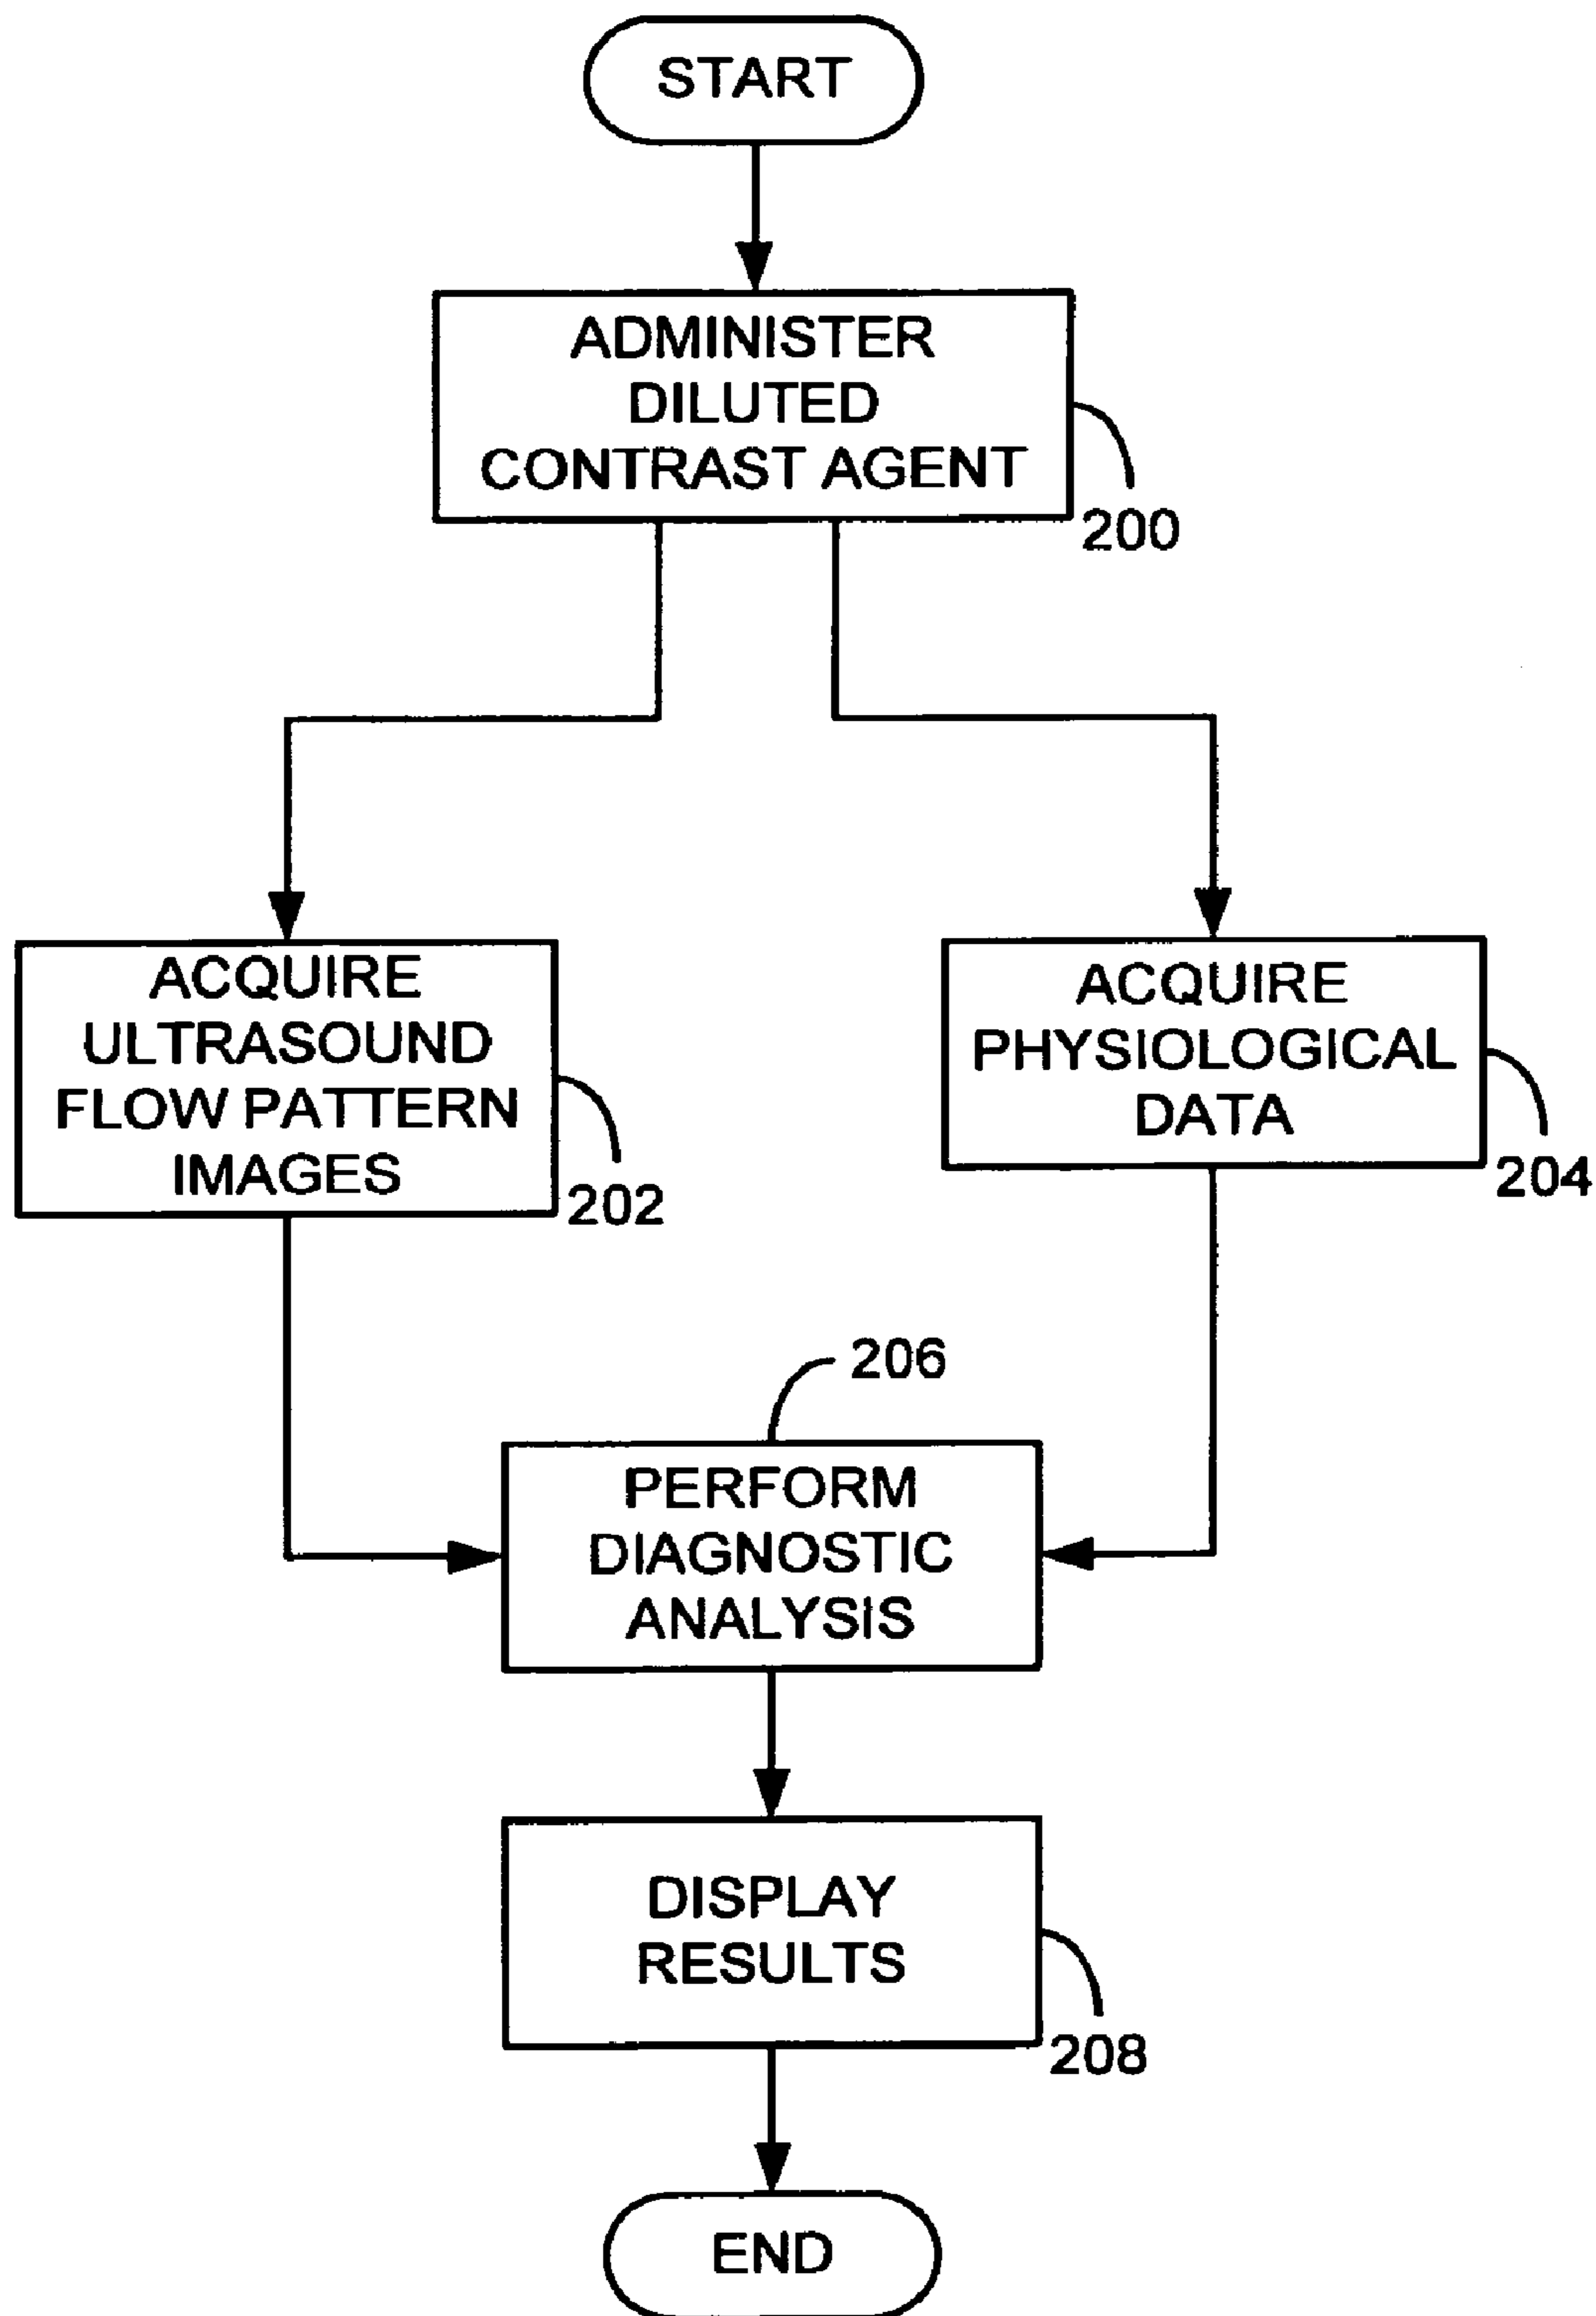 START
ADMINISTER
DILUTED
CONTRAST AGENT
200
ACQUIRE
ULTRASOUND
FLOW PATTERN
IMAGES
202
ACQUIRE
PHYSIOLOGICAL
DATA
204
206
PERFORM
DIAGNOSTIC
ANALYSIS
DISPLAY
RESULTS
208
END